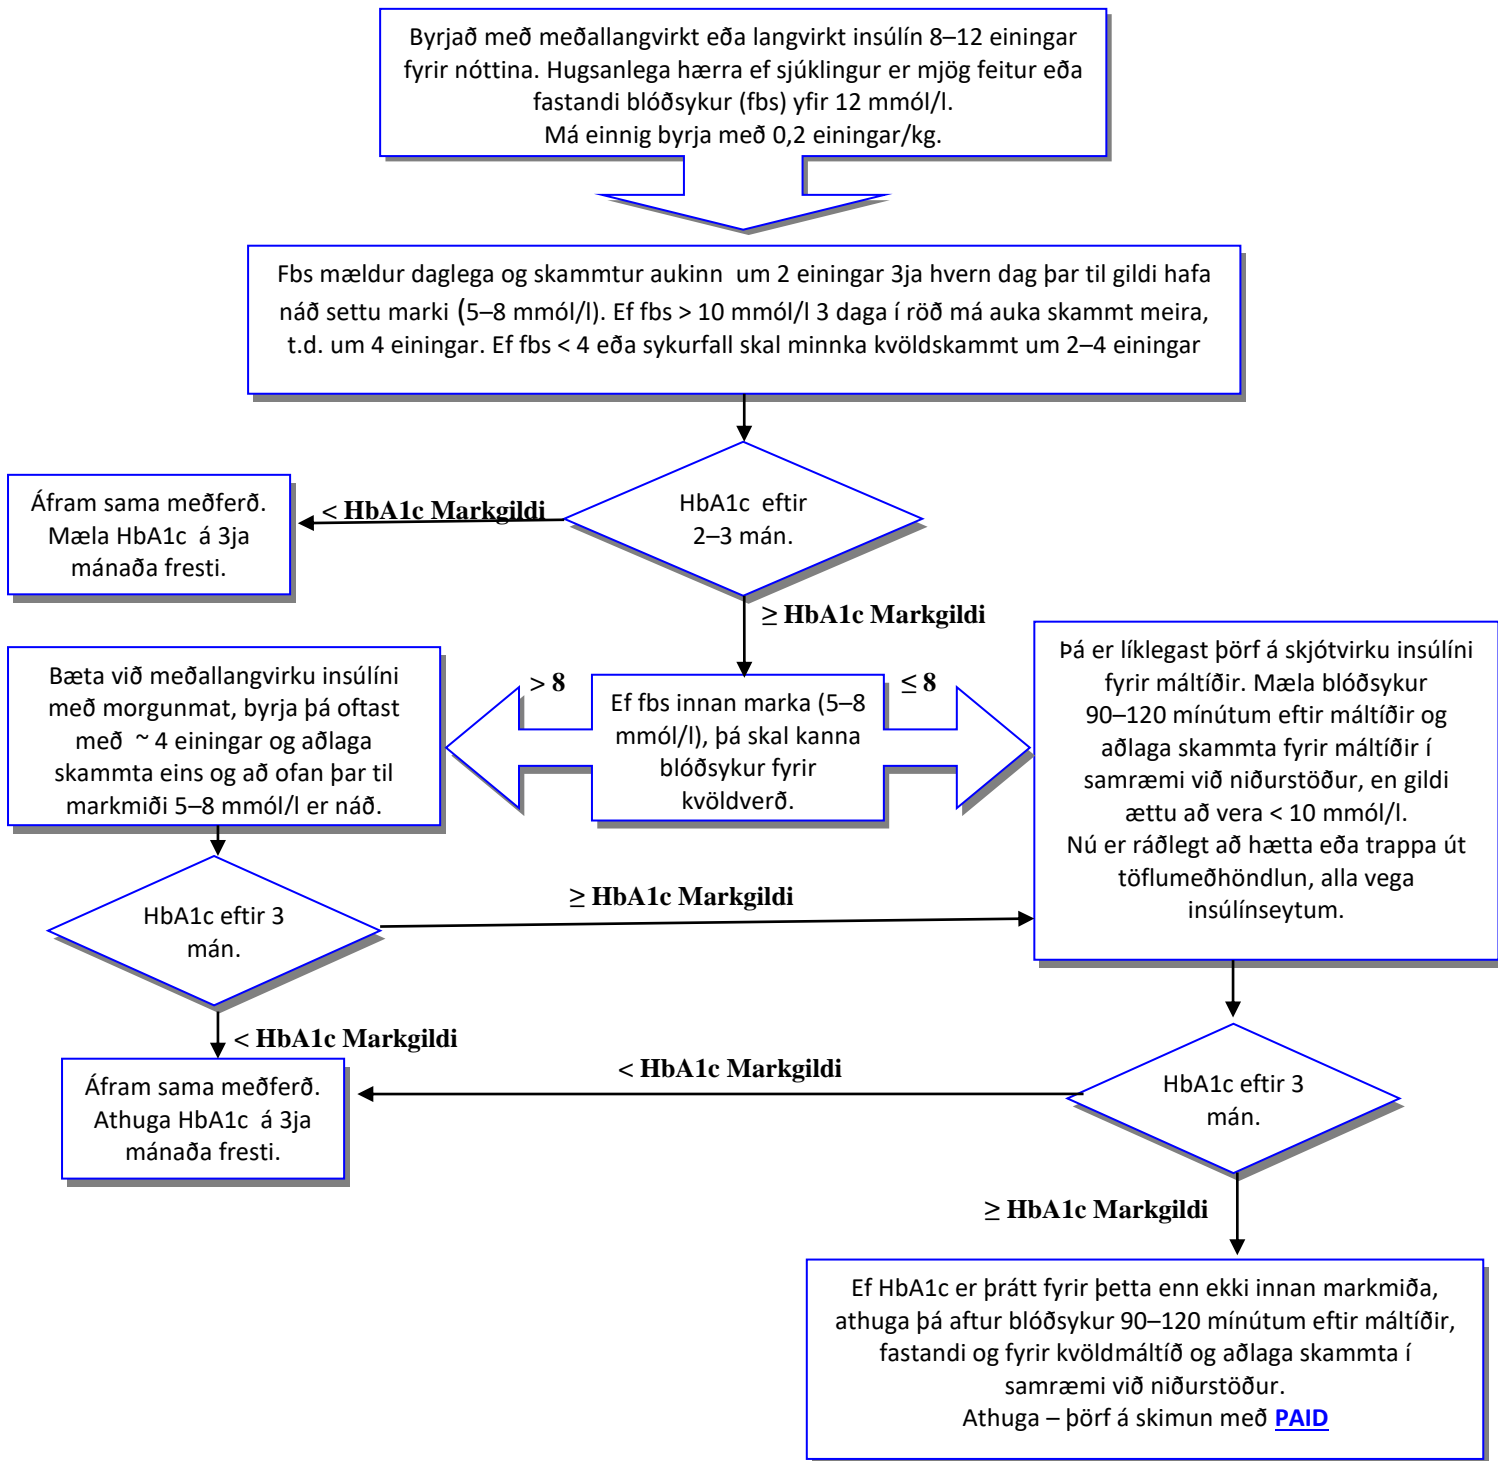 Byrjað með meðallangvirkt eða langvirkt insúlín 8–12 einingar
fyrir nóttina. Hugsanlega hærra ef sjúklingur er mjög feitur eða
fastandi blóðsykur (fbs) yfir 12 mmól/l.
Má einnig byrja með 0,2 einingar/kg.
Fbs mældur daglega og skammtur aukinn um 2 einingar 3ja hvern dag þar til gildi hafa
náð settu marki (5–8 mmól/l). Ef fbs > 10 mmól/l 3 daga í röð má auka skammt meira,
t.d. um 4 einingar. Ef fbs < 4 eða sykurfall skal minnka kvöldskammt um 2–4 einingar
HbA1c eftir
2–3 mán.
< HbA1c Markgildi
Áfram sama meðferð.
Mæla HbA1c á 3ja
mánaða fresti.
≥ HbA1c Markgildi
Ef fbs innan marka (5–8
mmól/l), þá skal kanna
blóðsykur fyrir
kvöldverð.
> 8
≤ 8
Bæta við meðallangvirku insúlíni
með morgunmat, byrja þá oftast
með ~ 4 einingar og aðlaga
skammta eins og að ofan þar til
markmiði 5–8 mmól/l er náð.
Þá er líklegast þörf á skjótvirku insúlíni
fyrir máltíðir. Mæla blóðsykur
90–120 mínútum eftir máltíðir og
aðlaga skammta fyrir máltíðir í
samræmi við niðurstöður, en gildi
ættu að vera < 10 mmól/l.
Nú er ráðlegt að hætta eða trappa út
töflumeðhöndlun, alla vega
insúlínseytum.
HbA1c eftir 3
mán.
≥ HbA1c Markgildi
< HbA1c Markgildi
Áfram sama meðferð.
Athuga HbA1c á 3ja
mánaða fresti.
< HbA1c Markgildi
HbA1c eftir 3
mán.
≥ HbA1c Markgildi
Ef HbA1c er þrátt fyrir þetta enn ekki innan markmiða,
athuga þá aftur blóðsykur 90–120 mínútum eftir máltíðir,
fastandi og fyrir kvöldmáltíð og aðlaga skammta í
samræmi við niðurstöður.
Athuga – þörf á skimun með PAID